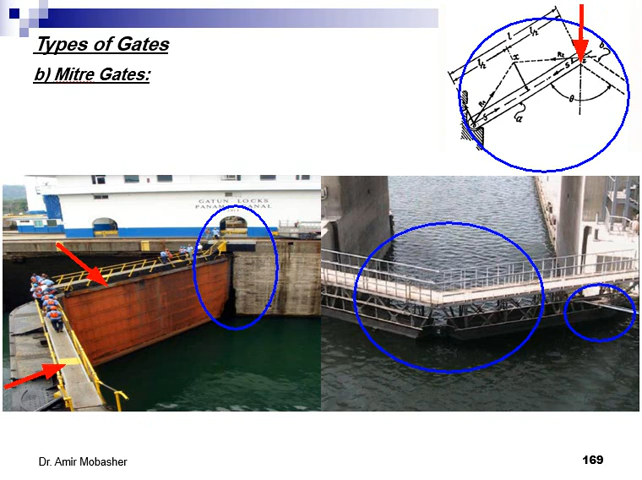 Types of Gates
b) Mitre Gates:
GATUN LOCKS
PANAMA CANAL
Dr. Amir Mobasher
169